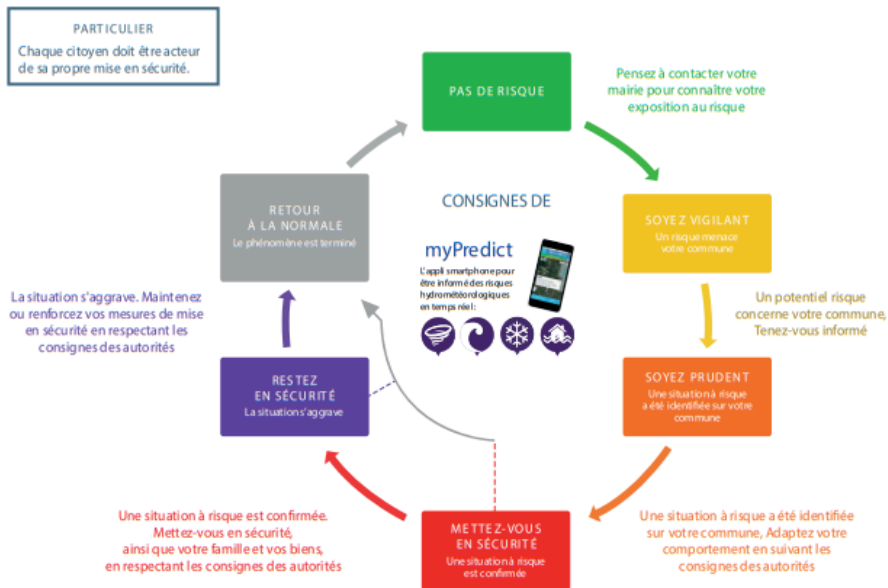 PARTICULIER
Chaque citoyen doit être acteur
de sa propre mise en sécurité.
PAS DE RISQUE
Pensez à contacter votre
mairie pour connaître votre
exposition au risque
SOYEZ VIGILANT
Un risque menace
votre commune
Un potentiel risque
concerne votre commune,
Tenez-vous informé
SOYEZ PRUDENT
Une situation à risque
a été identifiée sur votre
commune
Une situation à risque a été identifiée
sur votre commune, Adaptez votre
comportement en suivant les
consignes des autorités
METTEZ-VOUS
EN SÉCURITÉ
Une situation à risque
est confirmée
Une situation à risque est confirmée.
Mettez-vous en sécurité,
ainsi que votre famille et vos biens,
en respectant les consignes des autorités
RESTEZ
EN SÉCURITÉ
La situation s'aggrave
La situation s'aggrave. Maintenez
ou renforcez vos mesures de mise
en sécurité en respectant les
consignes des autorités
RETOUR
À LA NORMALE
Le phénomène est terminé
CONSIGNES DE
myPredict
L'appli smartphone pour
être informé des risques
hydrométéorologiques
en temps réel :